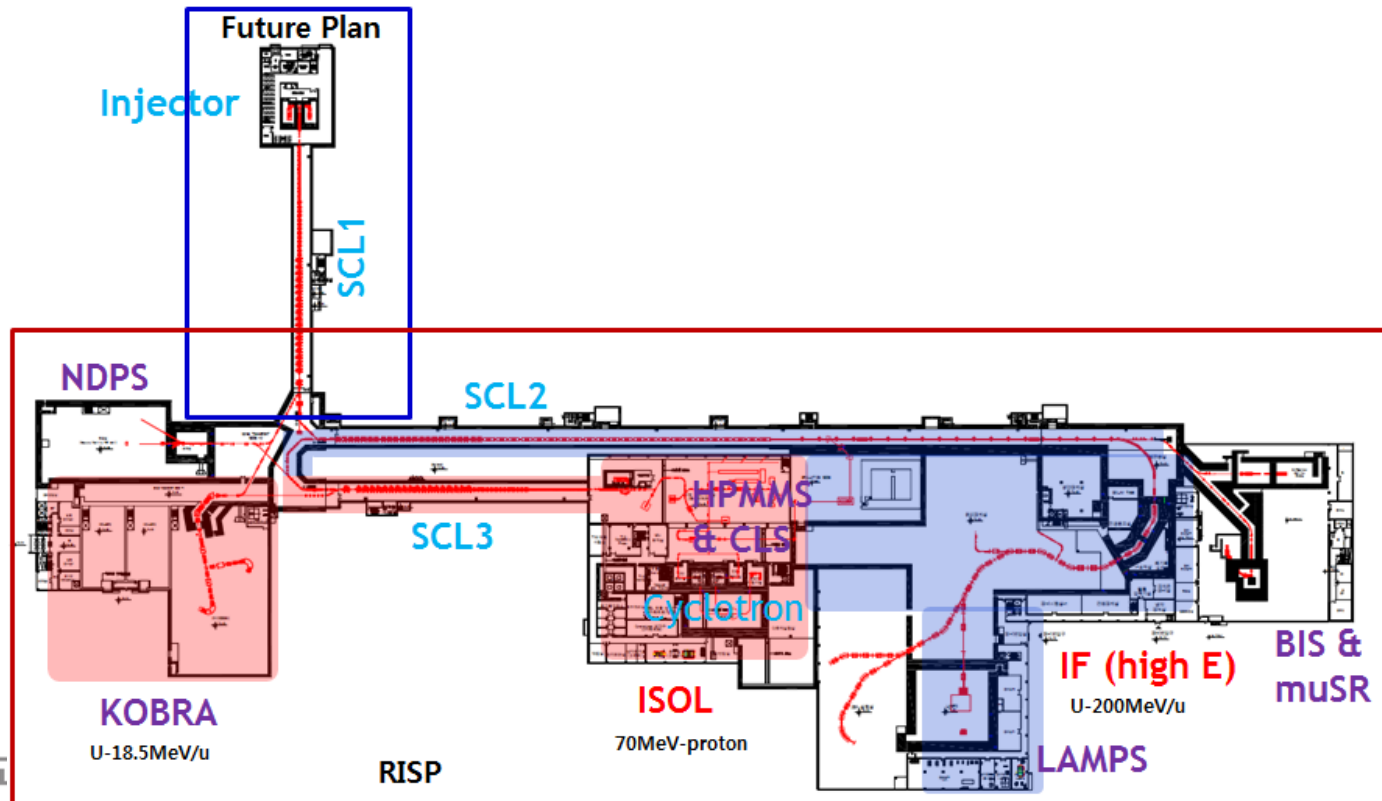 Future Plan
Injector
SCL1
NDPS
SCL2
SCL3
HPMMS
& CLS
Cyclotron
KOBRA
U-18.5MeV/u
ISOL
70MeV-proton
IF (high E)
U-200MeV/u
BIS &
muSR
LAMPS
RISP